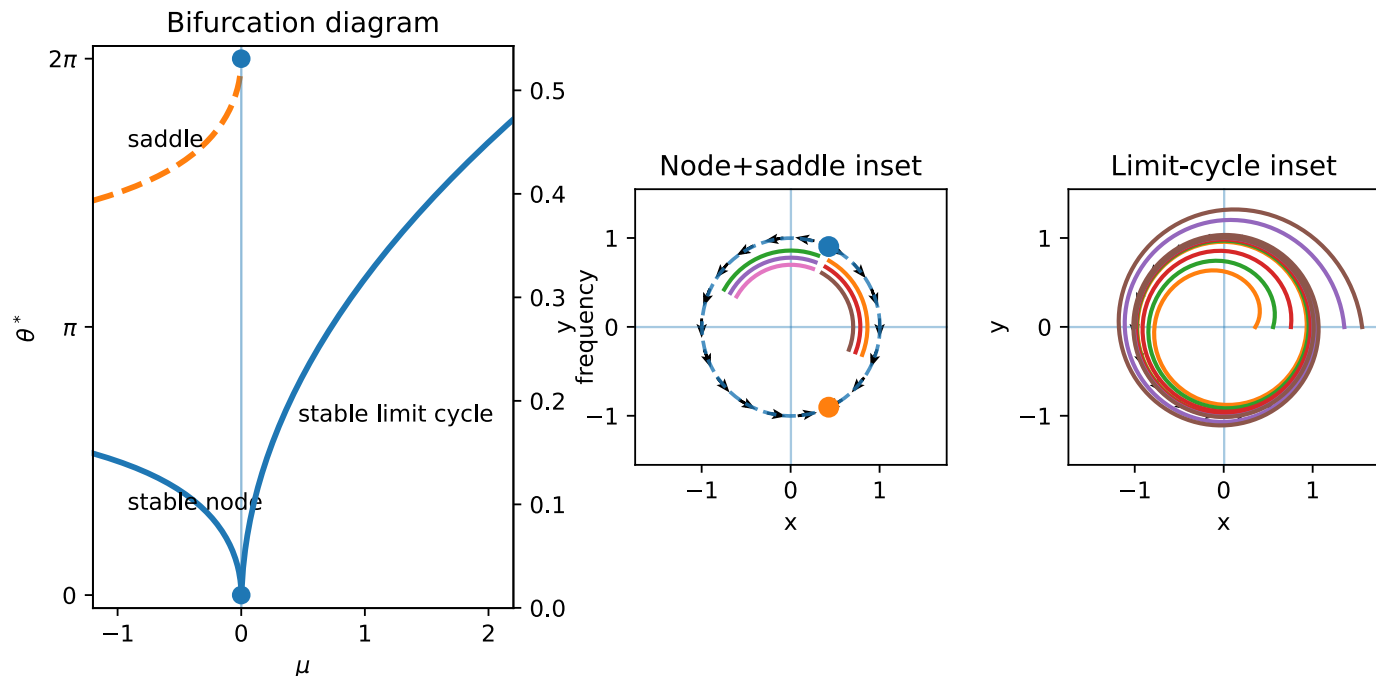 Bifurcation diagram
2π
π
0
θ*
saddle
stable node
stable limit cycle
−1
0
1
2
μ
0.5
0.4
0.3
0.2
0.1
0.0
frequency
Node+saddle inset
y
1
0
−1
−1
0
1
x
Limit-cycle inset
y
1
0
−1
−1
0
1
x